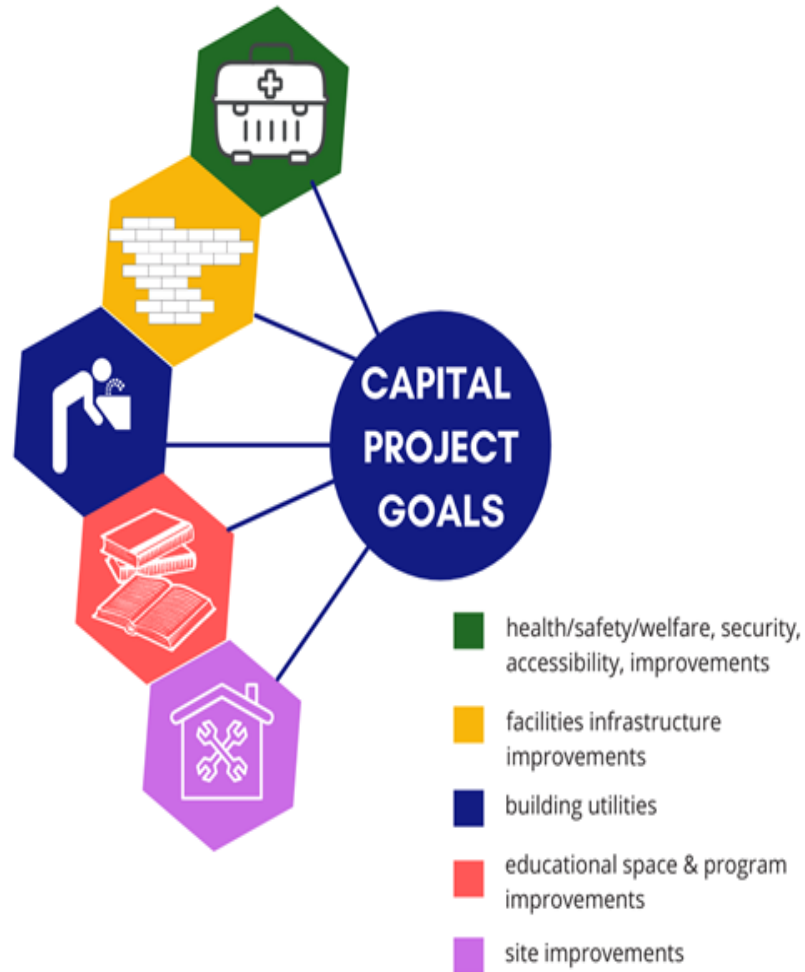 CAPITAL
PROJECT
GOALS
health/safety/welfare, security,
accessibility, improvements
facilities infrastructure
improvements
building utilities
educational space & program
improvements
site improvements